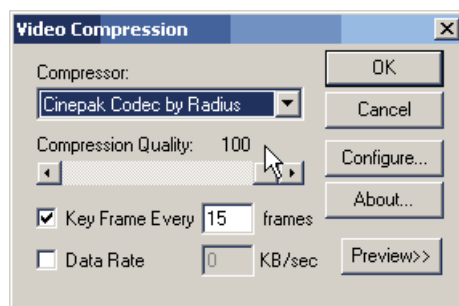 Video Compression
Compressor:
Cinepak Codec by Radius
Compression Quality: 100
Key Frame Every 15 frames
Data Rate 0 KB/sec
OK
Cancel
Configure...
About...
Preview>>